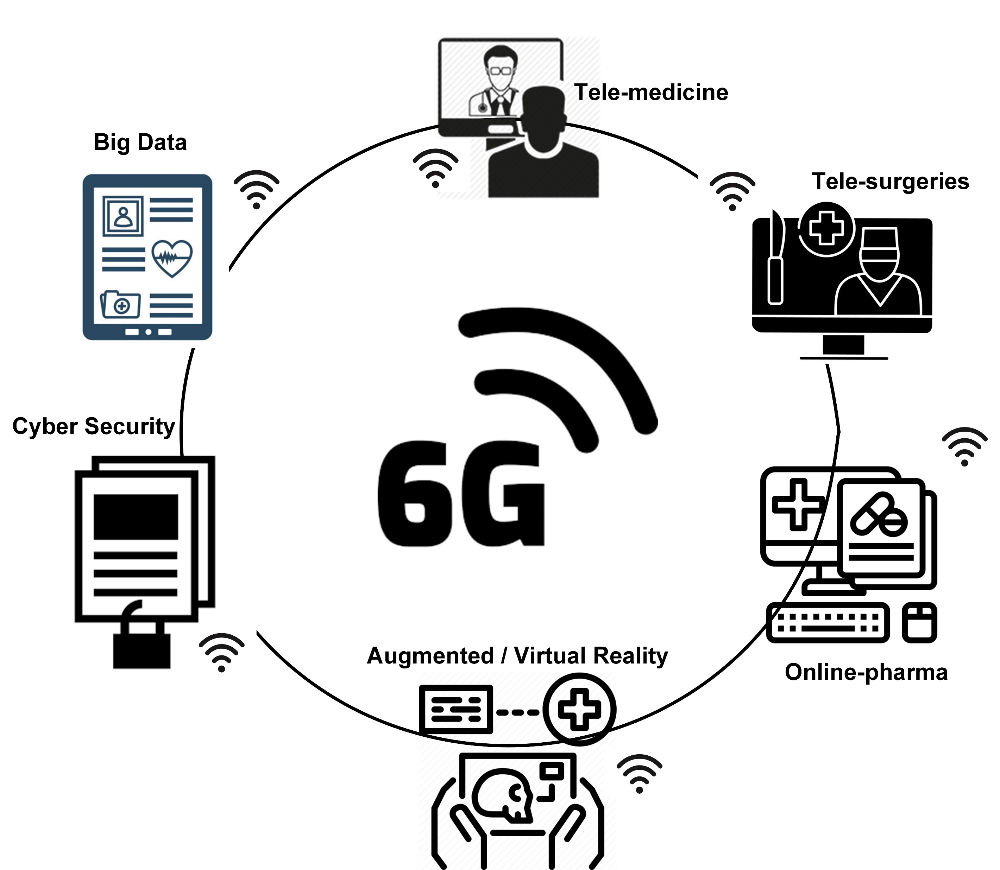 Tele-medicine
Big Data
Tele-surgeries
6G
Cyber Security
Augmented / Virtual Reality
Online-pharma